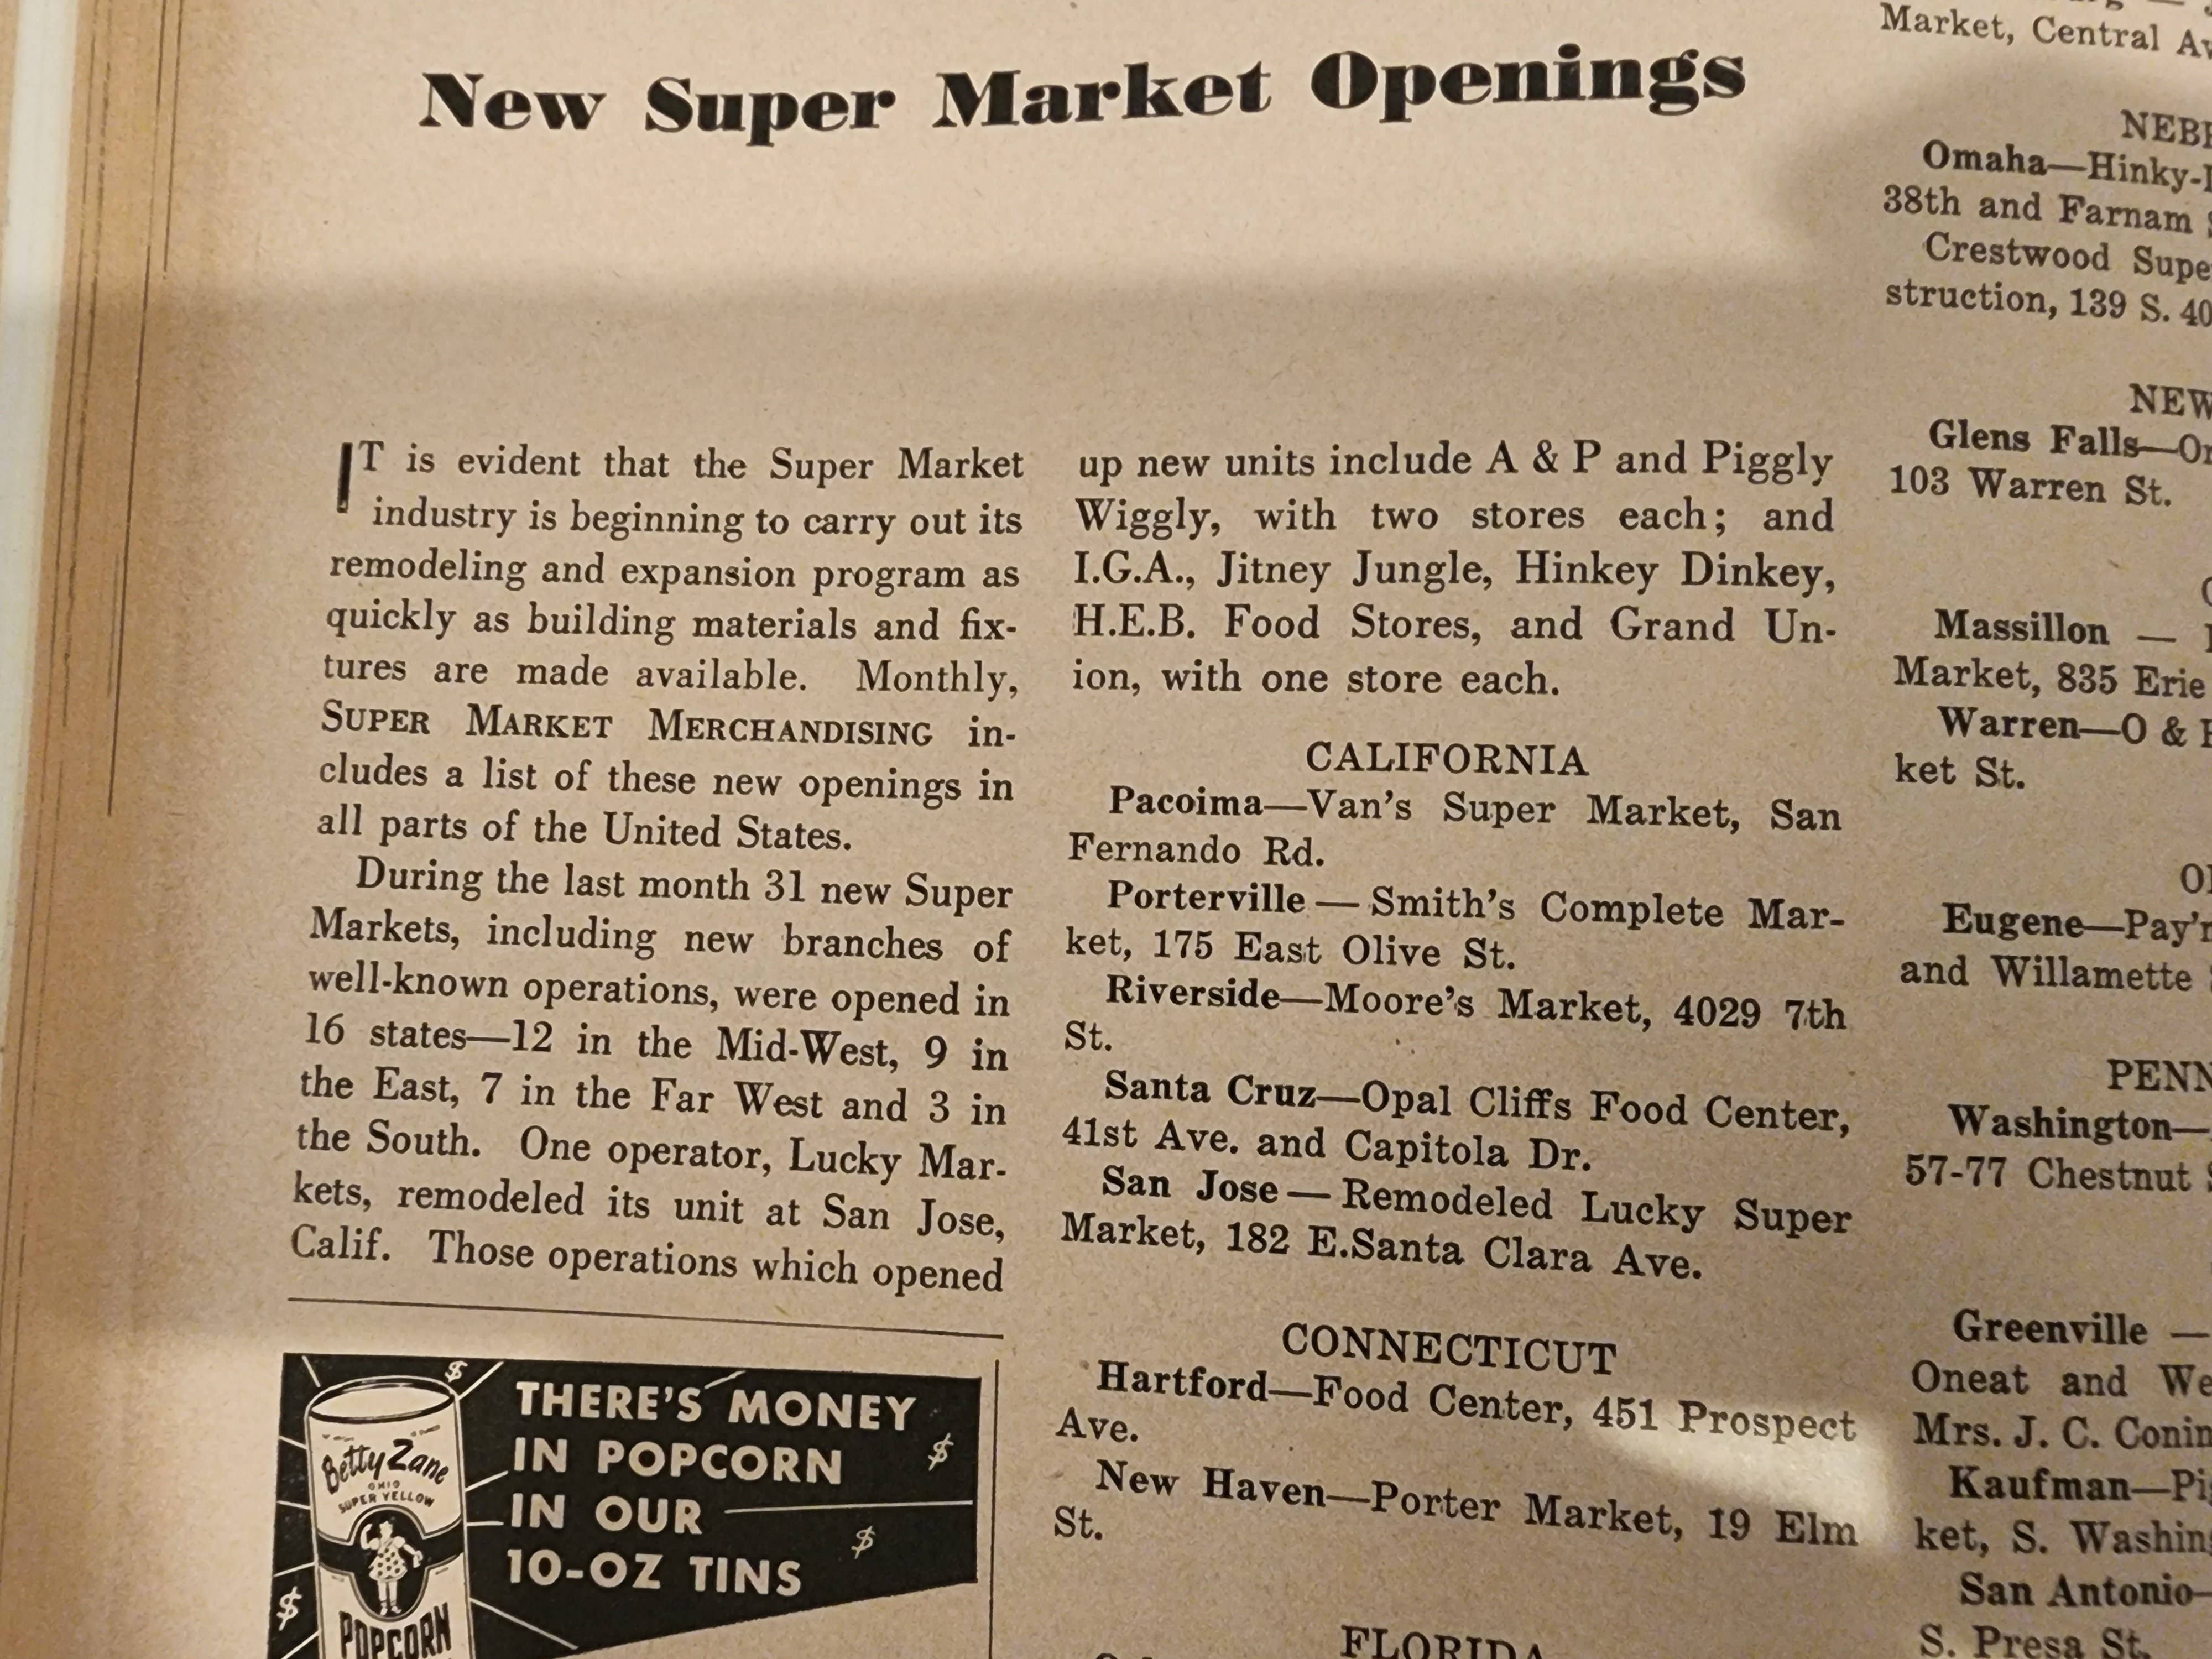 New Super Market Openings
IT is evident that the Super Market
industry is beginning to carry out its
remodeling and expansion program as
quickly as building materials and fix-
tures are made available. Monthly,
SUPER MARKET MERCHANDISING in-
cludes a list of these new openings in
all parts of the United States.
During the last month 31 new Super
Markets, including new branches of
well-known operations, were opened in
16 states—12 in the Mid-West, 9 in
the East, 7 in the Far West and 3 in
the South. One operator, Lucky Mar-
kets, remodeled its unit at San Jose,
Calif. Those operations which opened
THERE'S MONEY
IN POPCORN
IN OUR
10-OZ TINS
$
$
$
$
Betty Zane
OHIO
SUPER YELLOW
POPCORN
up new units include A & P and Piggly
Wiggly, with two stores each; and
I.G.A., Jitney Jungle, Hinkey Dinkey,
H.E.B. Food Stores, and Grand Un-
ion, with one store each.
CALIFORNIA
Pacoima—Van's Super Market, San
Fernando Rd.
Porterville—Smith's Complete Mar-
ket, 175 East Olive St.
Riverside—Moore's Market, 4029 7th
St.
Santa Cruz—Opal Cliffs Food Center,
41st Ave. and Capitola Dr.
San Jose—Remodeled Lucky Super
Market, 182 E.Santa Clara Ave.
CONNECTICUT
Hartford—Food Center, 451 Prospect
Ave.
New Haven—Porter Market, 19 Elm
St.
FLORIDA
Market, Central
Omaha—Hinky-
38th and Farnam
Crestwood
struction, 139 S. 40
NEW
Glens Falls—
103 Warren St.
Massillon —
Market, 835 Erie
Warren—O &
ket St.
Eugene—Pay'
and Willamette
PENN
Washington—
57-77 Chestnut
Greenville —
Oneat and
Mrs. J. C.
Kaufman—
ket, S.
San Antonio—
S. Presa St.